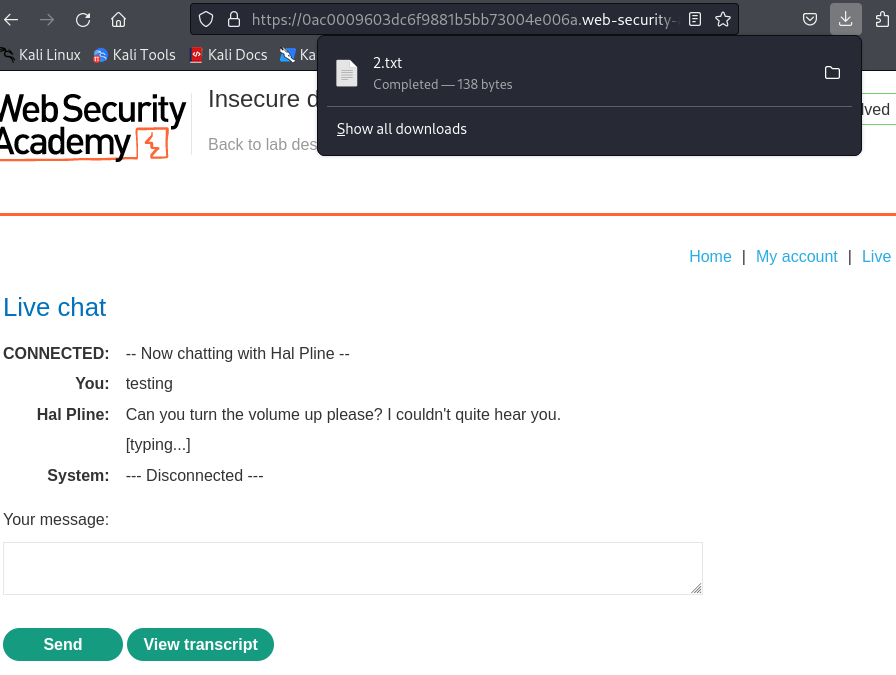 https://0ac0009603dc6f9881b5bb73004e006a.web-security-
Kali Linux Kali Tools Kali Docs Ka
2.txt
Completed — 138 bytes
Show all downloads
Web Security
Academy
Insecure d
Back to lab des
lved
Home | My account | Live
Live chat
CONNECTED: -- Now chatting with Hal Pline --
You: testing
Hal Pline: Can you turn the volume up please? I couldn't quite hear you.
[typing...]
System: --- Disconnected ---
Your message:
Send View transcript